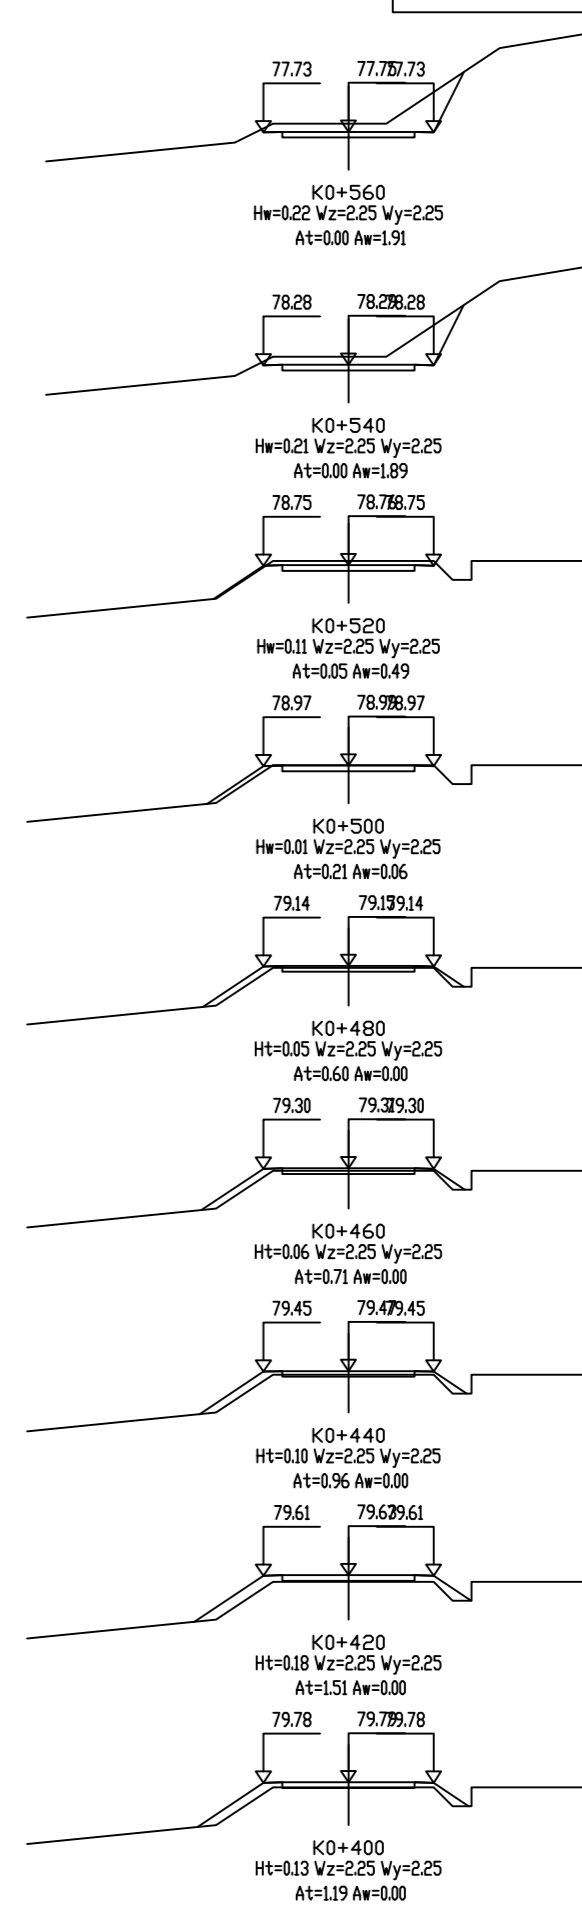 77.73 77.75 77.73
K0+560
Hw=0.22 Wz=2.25 Wy=2.25
At=0.00 Aw=1.91
78.28 78.29 78.28
K0+540
Hw=0.21 Wz=2.25 Wy=2.25
At=0.00 Aw=1.89
78.75 78.76 78.75
K0+520
Hw=0.11 Wz=2.25 Wy=2.25
At=0.05 Aw=0.49
78.97 78.99 78.97
K0+500
Hw=0.01 Wz=2.25 Wy=2.25
At=0.21 Aw=0.06
79.14 79.14
K0+480
Ht=0.05 Wz=2.25 Wy=2.25
At=0.60 Aw=0.00
79.30 79.30
K0+460
Ht=0.06 Wz=2.25 Wy=2.25
At=0.71 Aw=0.00
79.45 79.47 79.45
K0+440
Ht=0.10 Wz=2.25 Wy=2.25
At=0.96 Aw=0.00
79.61 79.61
K0+420
Ht=0.18 Wz=2.25 Wy=2.25
At=1.51 Aw=0.00
79.78 79.79 79.78
K0+400
Ht=0.13 Wz=2.25 Wy=2.25
At=1.19 Aw=0.00